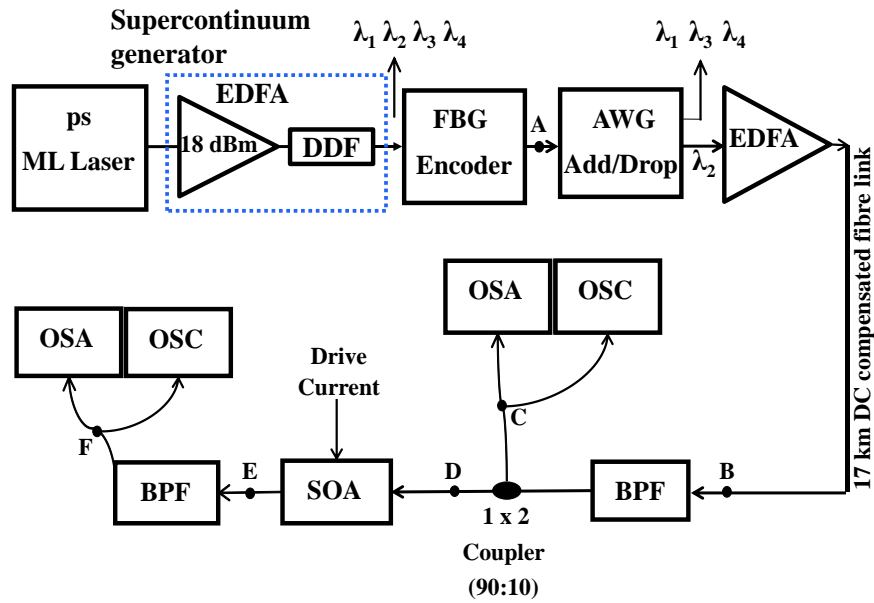 Supercontinuum
generator
λ₁ λ₂ λ₃ λ₄
λ₁ λ₃ λ₄
ps
ML Laser
EDFA
18 dBm
DDF
FBG
Encoder
A
AWG
Add/Drop
λ₂
EDFA
17 km DC compensated fibre link
OSA
OSC
C
OSA
OSC
Drive
Current
F
BPF
E
SOA
D
1 x 2
Coupler
(90:10)
BPF
B